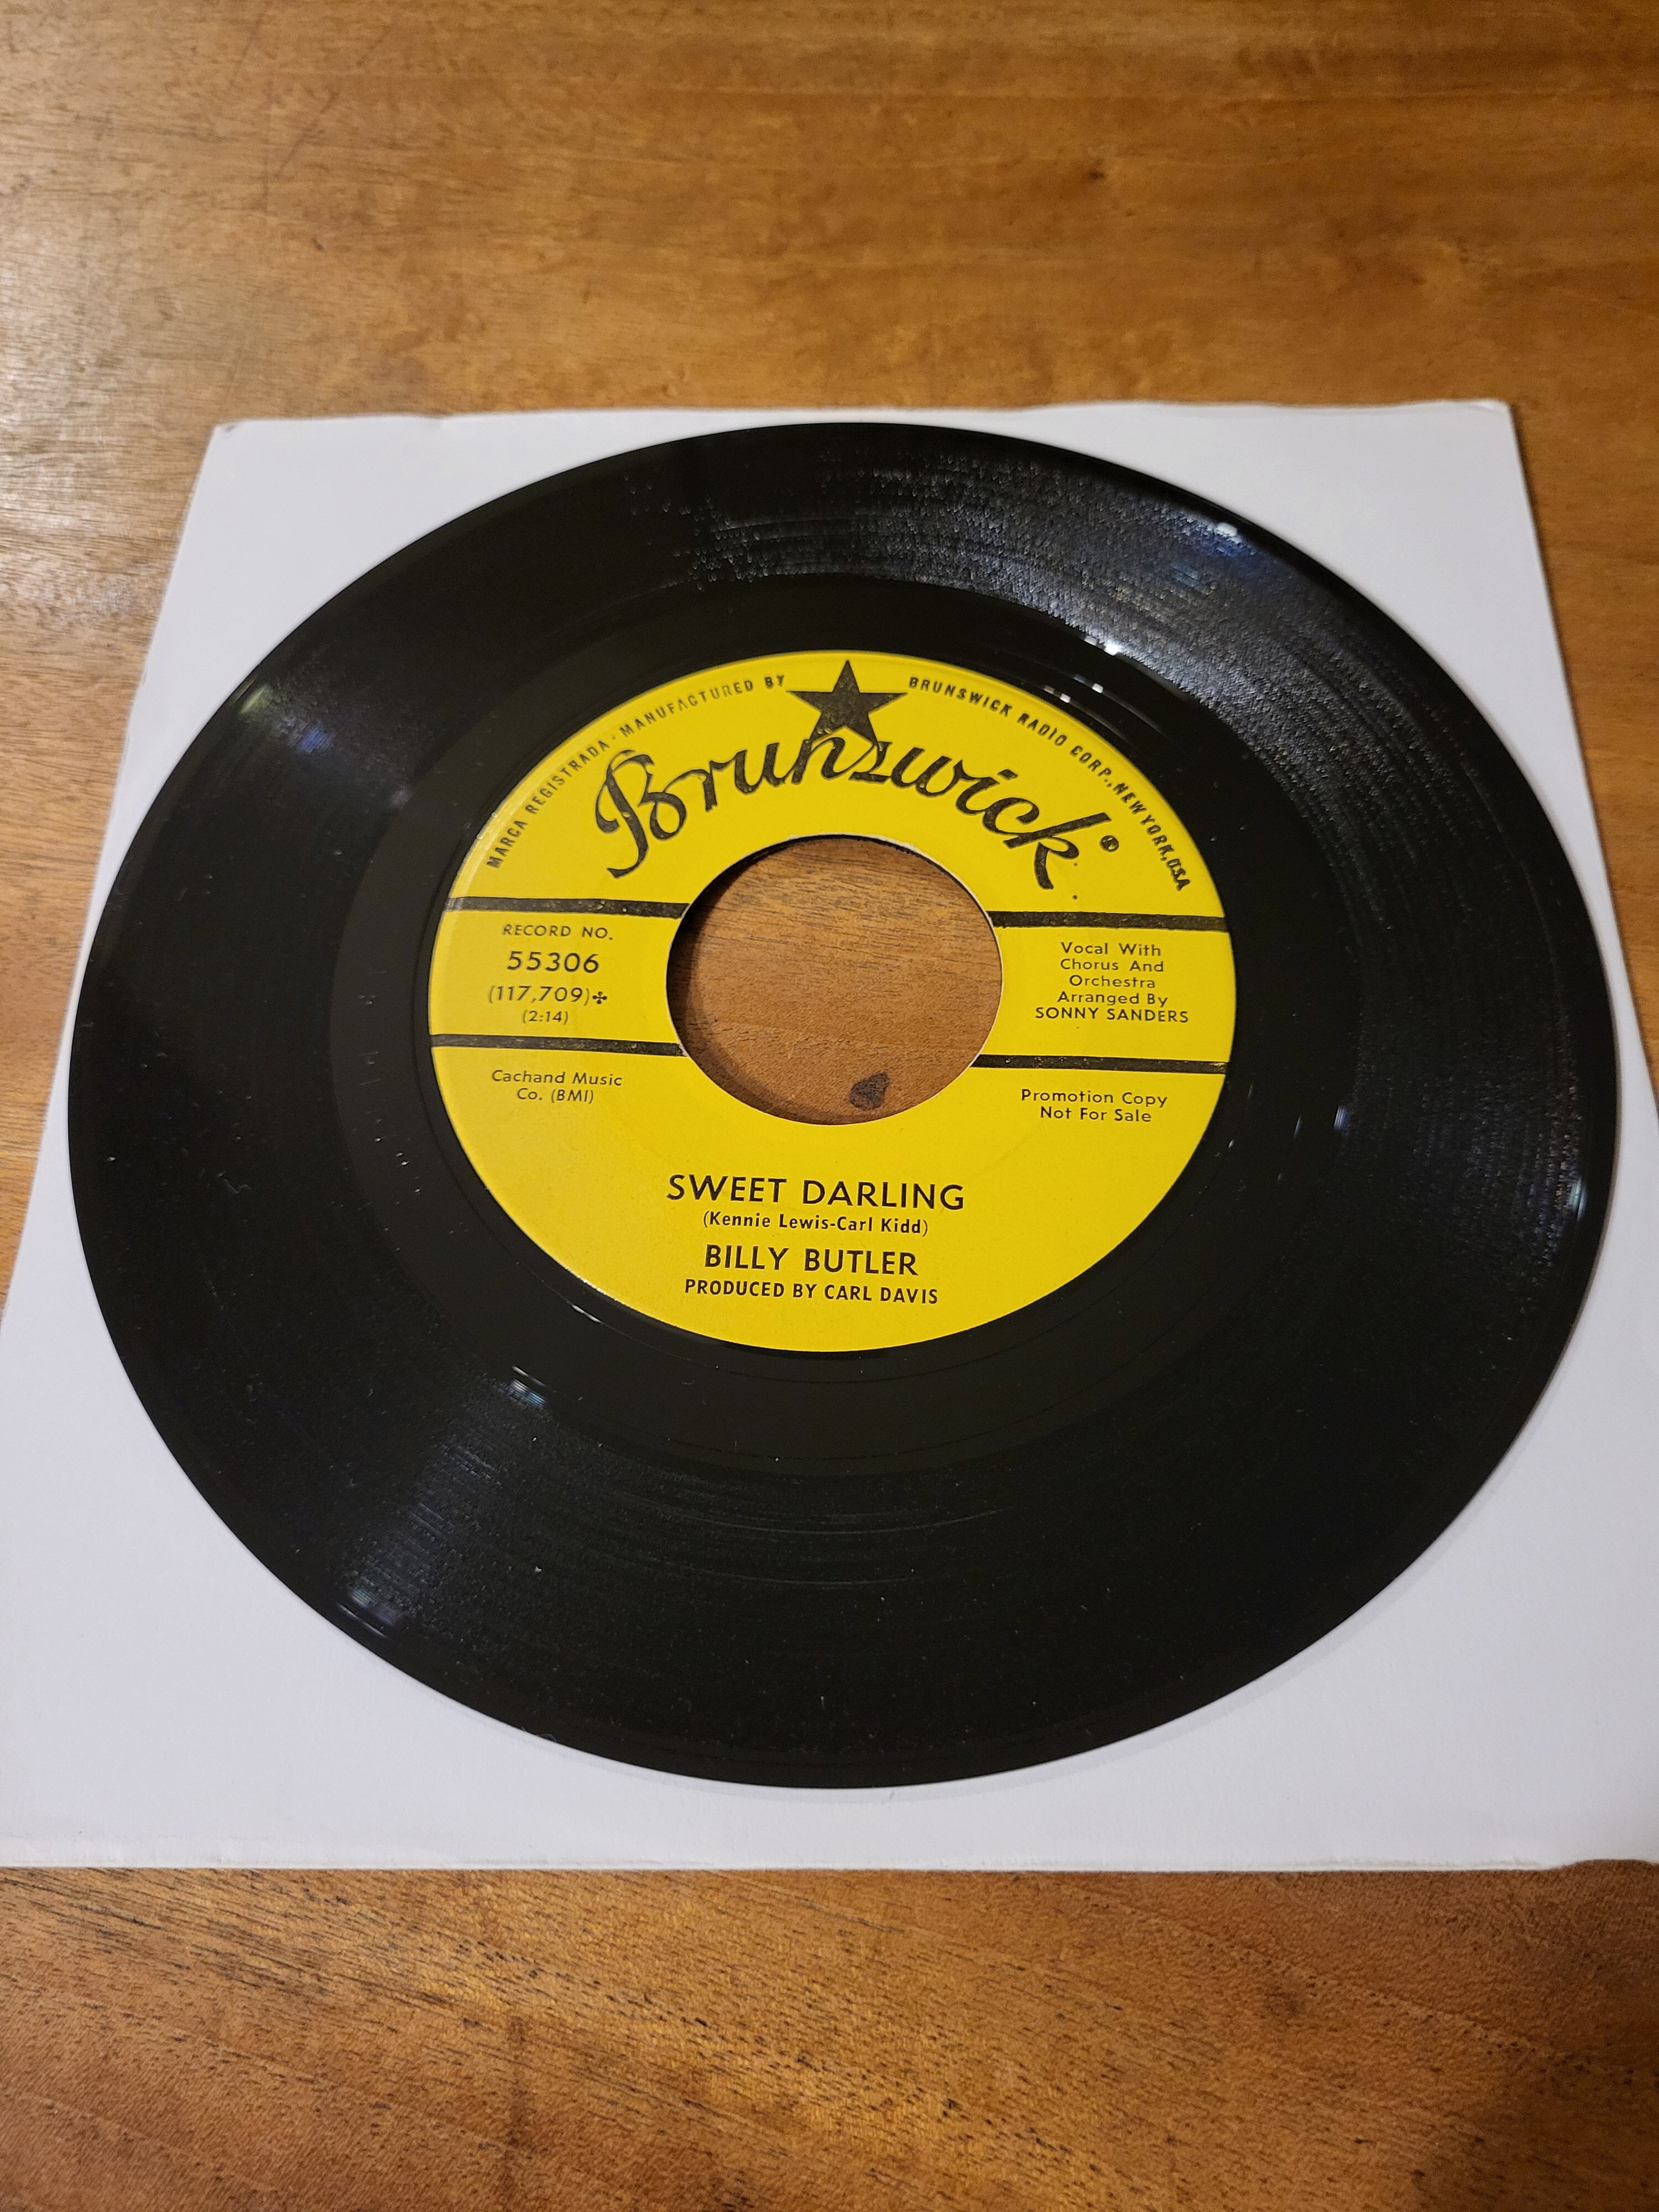 MARCA REGISTRADA · MANUFACTURED BY BRUNSWICK RADIO CORP., NEW YORK, USA
Brunswick®
RECORD NO.
55306
(117,709)✣
(2:14)
Vocal With
Chorus And
Orchestra
Arranged By
SONNY SANDERS
Cachand Music
Co. (BMI)
Promotion Copy
Not For Sale
SWEET DARLING
(Kennie Lewis-Carl Kidd)
BILLY BUTLER
PRODUCED BY CARL DAVIS